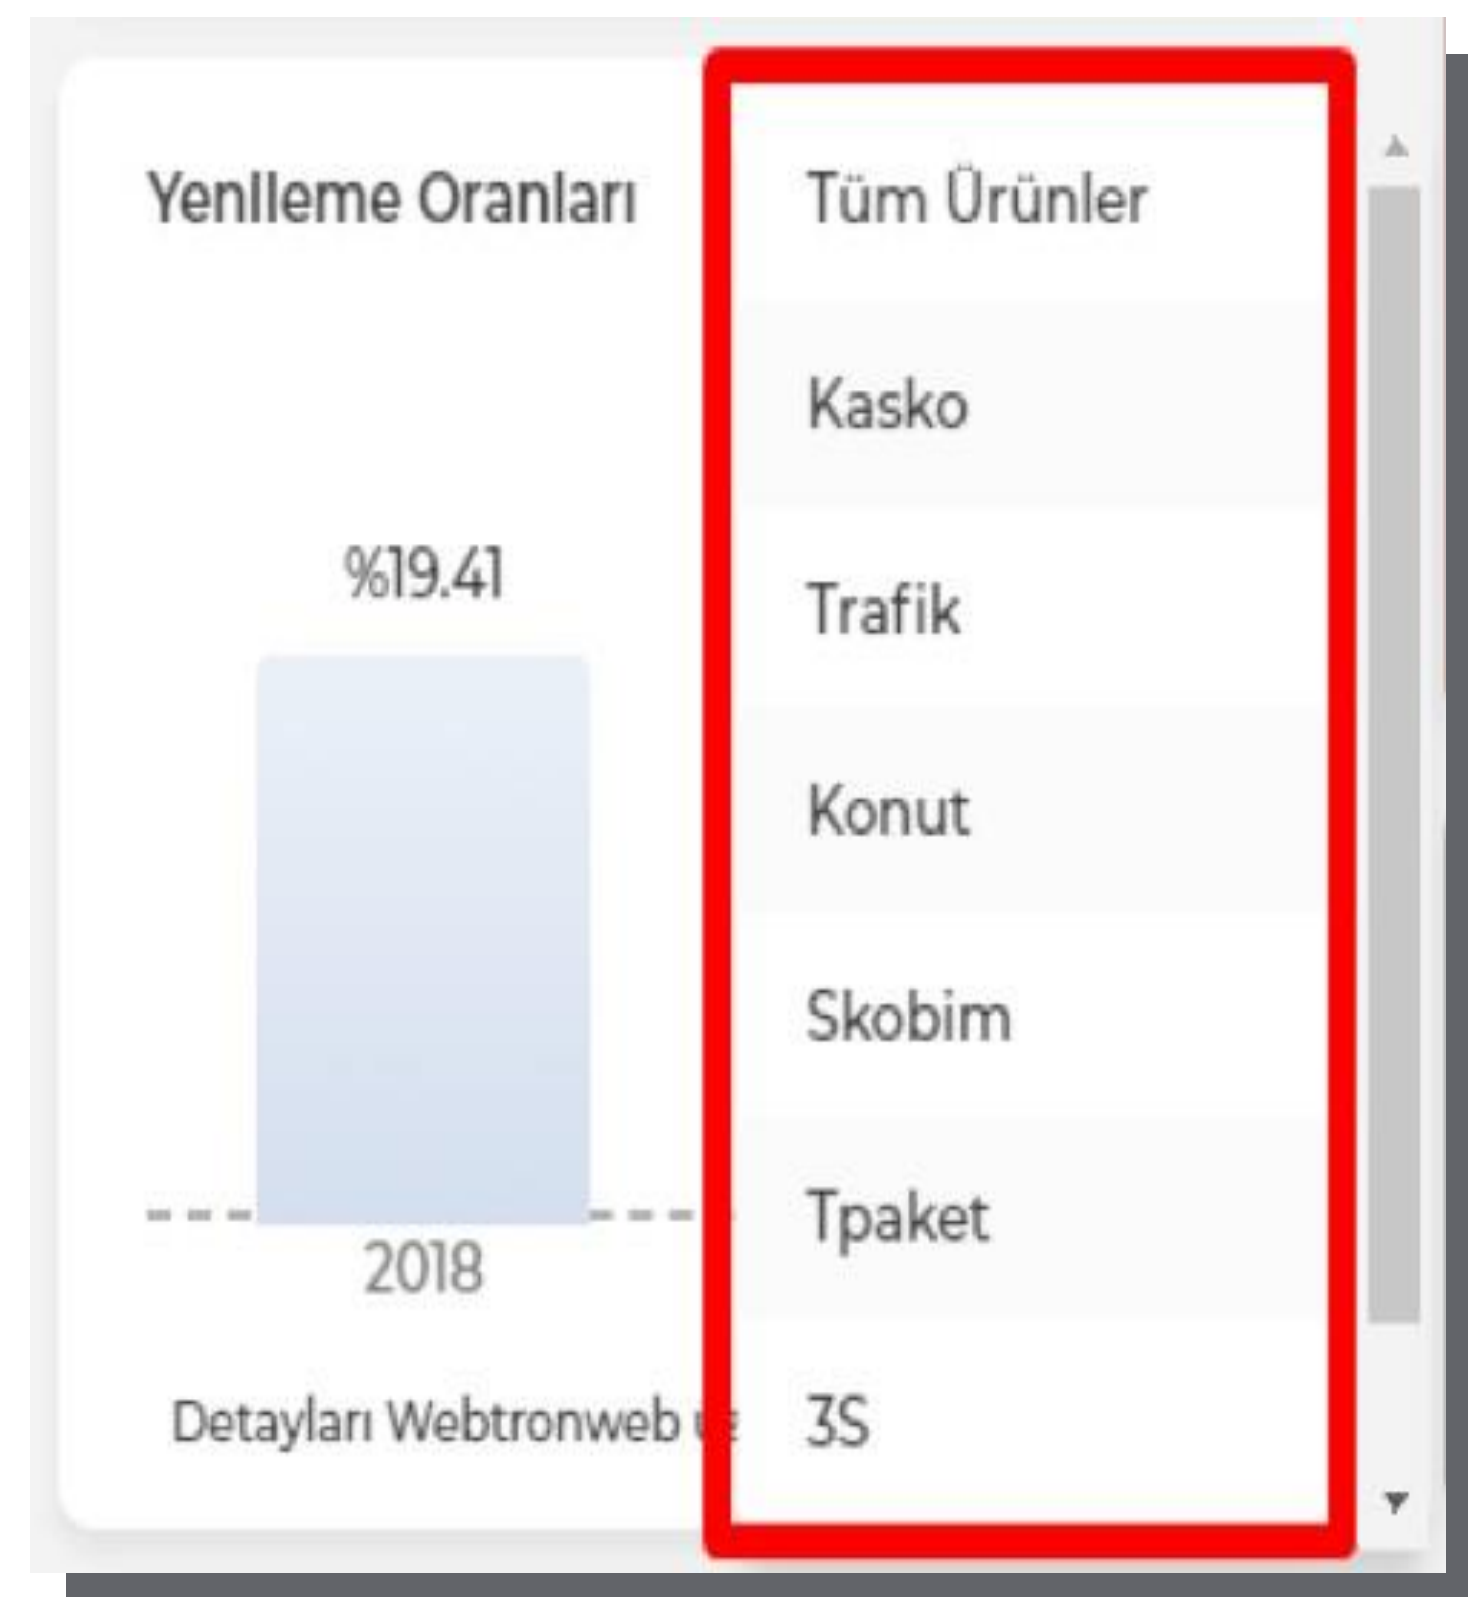 Yenileme Oranları
Tüm Ürünler
Kasko
%19.41
Trafik
Konut
Skobim
Tpaket
2018
Detayları Webtronweb
3S